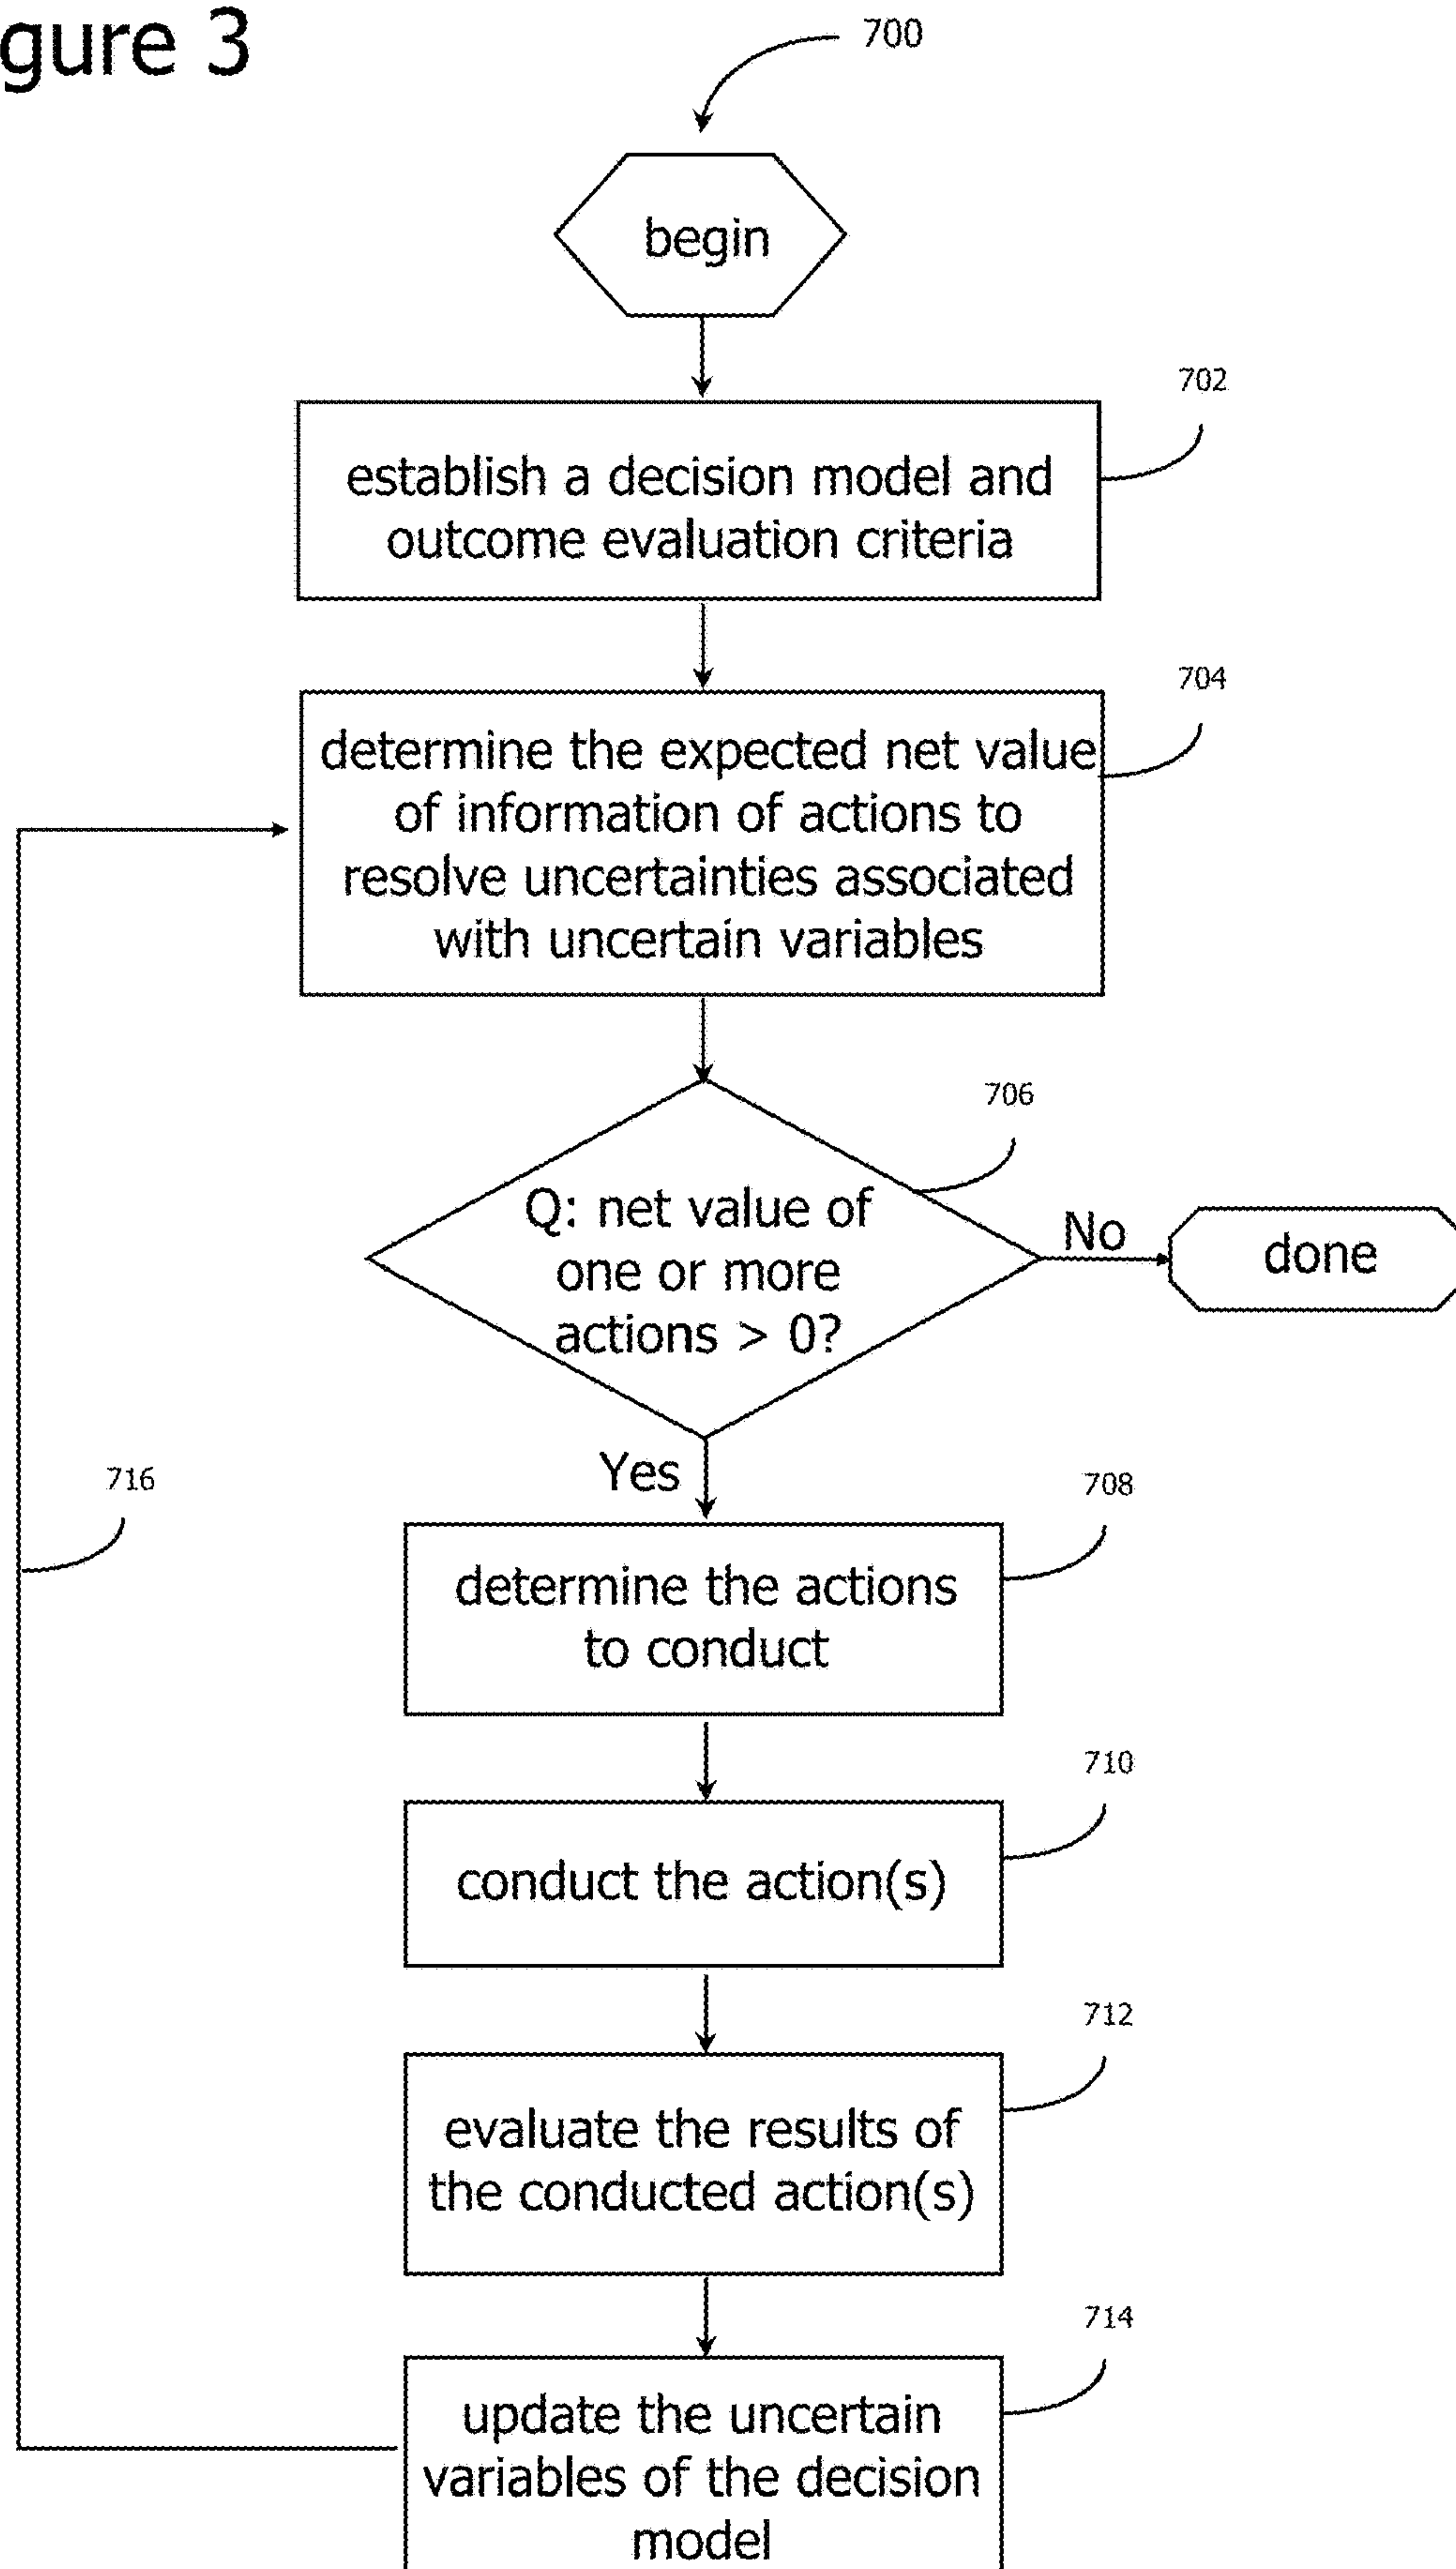 gure 3
700
begin
702
establish a decision model and
outcome evaluation criteria
704
determine the expected net value
of information of actions to
resolve uncertainties associated
with uncertain variables
706
Q: net value of
one or more
actions > 0?
No
done
Yes
716
708
determine the actions
to conduct
710
conduct the action(s)
712
evaluate the results of
the conducted action(s)
714
update the uncertain
variables of the decision
model